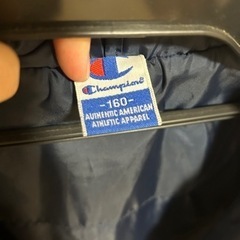 Champion
-160-
AUTHENTIC AMERICAN
ATHLETIC APPAREL